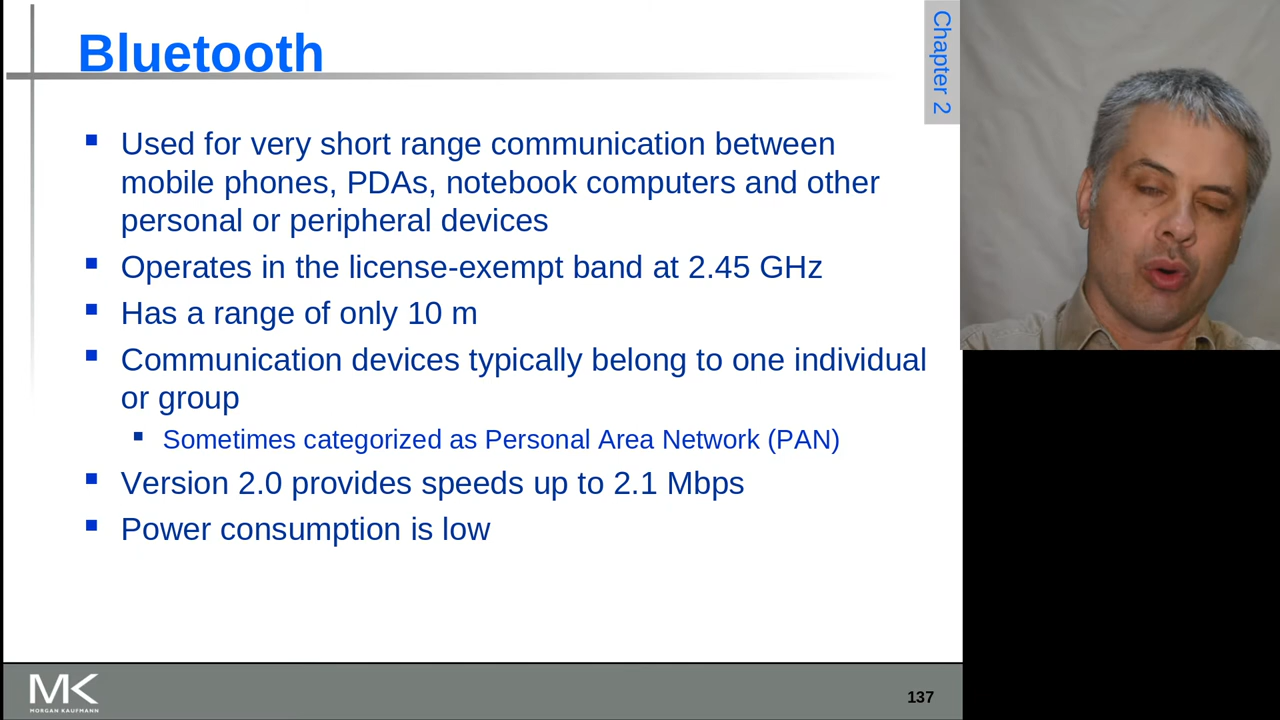 Bluetooth
Chapter 2
Used for very short range communication between
mobile phones, PDAs, notebook computers and other
personal or peripheral devices
Operates in the license-exempt band at 2.45 GHz
Has a range of only 10 m
Communication devices typically belong to one individual
or group
Sometimes categorized as Personal Area Network (PAN)
Version 2.0 provides speeds up to 2.1 Mbps
Power consumption is low
MK
MORGAN KAUFMANN
137